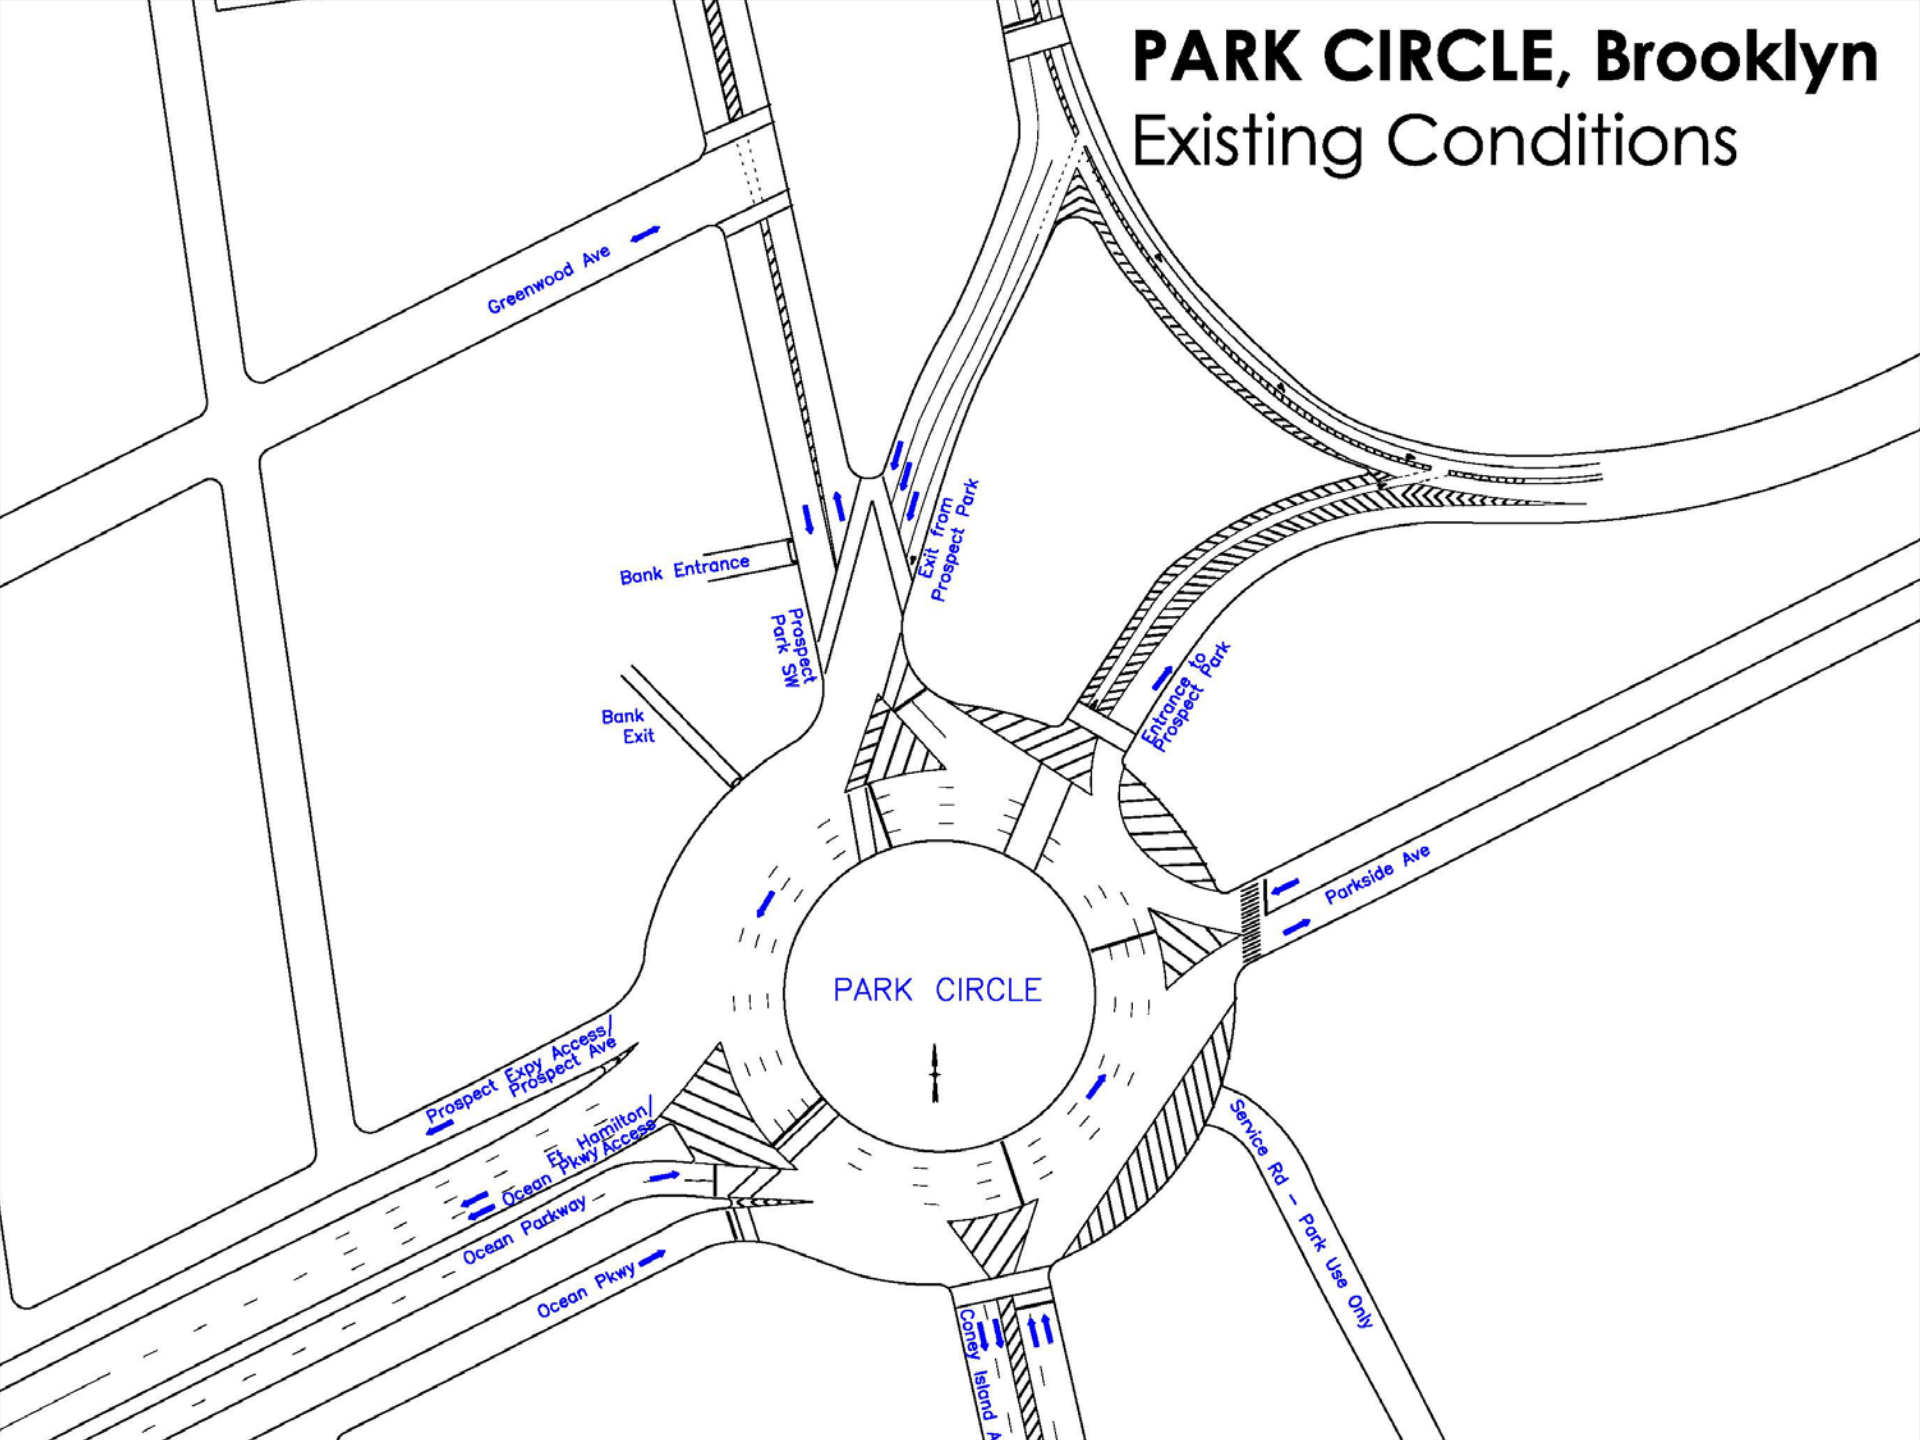 PARK CIRCLE, Brooklyn
Existing Conditions
Greenwood Ave
Exit from
Prospect Park
Bank Entrance
Prospect
Park SW
Entrance to
Prospect Park
Bank
Exit
Parkside Ave
PARK CIRCLE
Prospect Expy Access/
Prospect Ave
Ft Hamilton/
Ocean Pkwy Access
Service Rd - Park Use Only
Ocean Parkway
Ocean Pkwy
Coney Island A